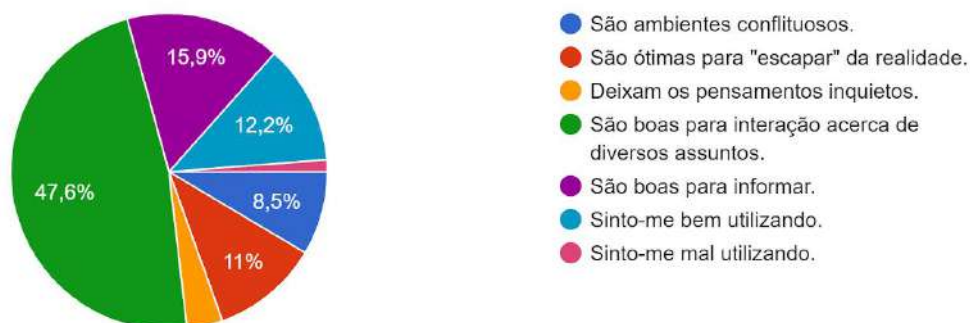 15,9%
12,2%
47,6%
8,5%
11%
São ambientes conflituosos.
São ótimas para "escapar" da realidade.
Deixam os pensamentos inquietos.
São boas para interação acerca de
diversos assuntos.
São boas para informar.
Sinto-me bem utilizando.
Sinto-me mal utilizando.